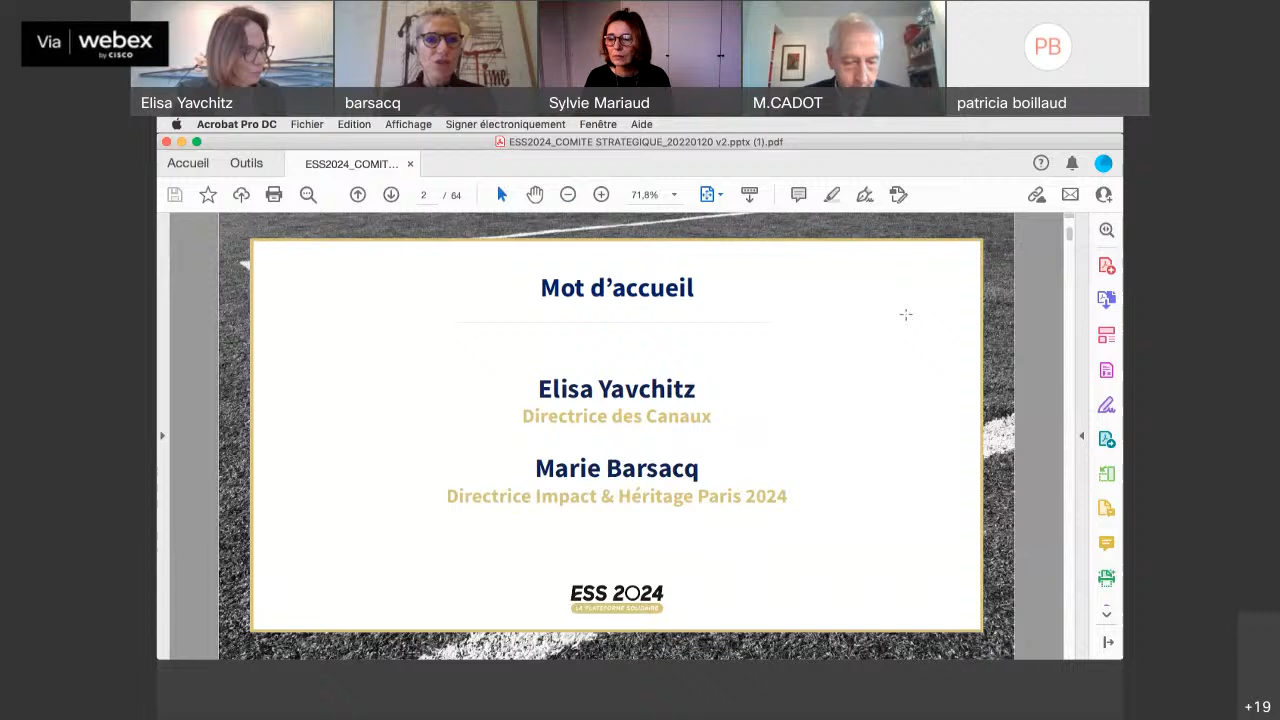 Via webex
by CISCO
Elisa Yavchitz
barsacq
Sylvie Mariaud
M.CADOT
PB
patricia boillaud
Acrobat Pro DC Fichier Edition Affichage Signer électroniquement Fenêtre Aide
ESS2024_COMITE STRATEGIQUE_20220120 v2.pptx (1).pdf
Accueil Outils ESS2024_COMIT... ×
2 / 64 71,8%
Mot d’accueil
Elisa Yavchitz
Directrice des Canaux
Marie Barsacq
Directrice Impact & Héritage Paris 2024
ESS 2024
LA PLATEFORME SOLIDAIRE
+19